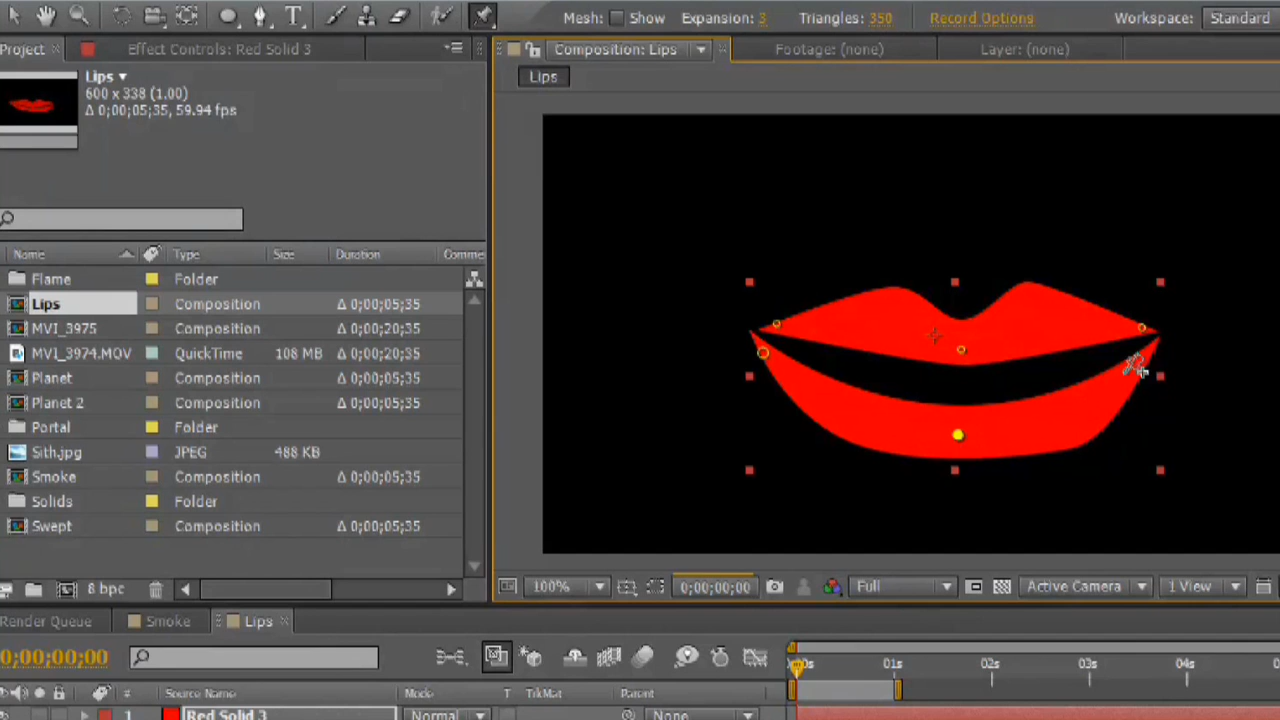 Mesh: Show Expansion: 3 Triangles: 350 Record Options Workspace: Standard
Project Effect Controls: Red Solid 3 Composition: Lips Footage: (none) Layer: (none)
Lips
600 x 338 (1.00)
Δ 0;00;05;35, 59.94 fps
Lips
Name Type Size Duration Comme
Flame Folder
Lips Composition Δ 0;00;05;35
MVI_3975 Composition Δ 0;00;20;35
MVI_3974.MOV QuickTime 108 MB Δ 0;00;20;35
Planet Composition Δ 0;00;05;35
Planet 2 Composition Δ 0;00;05;35
Portal Folder
Sith.jpg JPEG 488 KB
Smoke Composition Δ 0;00;05;35
Solids Folder
Swept Composition Δ 0;00;05;35
8 bpc
100% 0;00;00;00 Full Active Camera 1 View
Render Queue Smoke Lips
0;00;00;00
00s 01s 02s 03s 04s
# Source Name Mode T TrkMat Parent
1 Red Solid 3 Normal None